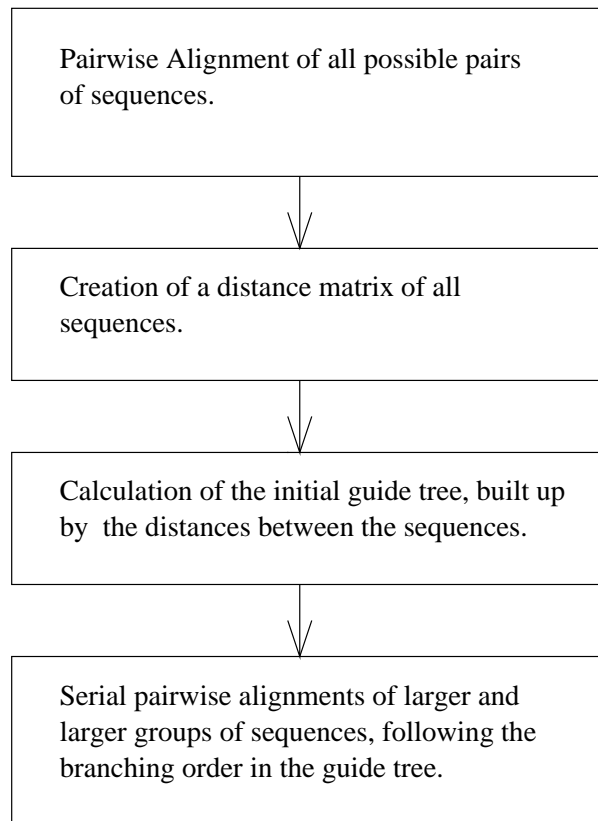 Pairwise Alignment of all possible pairs
of sequences.
Creation of a distance matrix of all
sequences.
Calculation of the initial guide tree, built up
by the distances between the sequences.
Serial pairwise alignments of larger and
larger groups of sequences, following the
branching order in the guide tree.